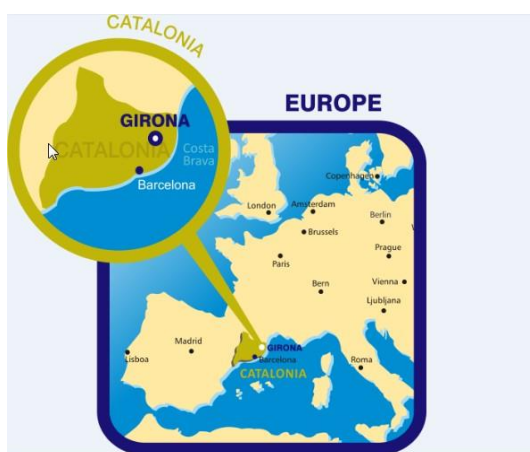 CATALONIA
GIRONA
CATALONIA
Costa
Brava
Barcelona
EUROPE
Copenhagen
London
Amsterdam
Berlin
Brussels
Prague
Paris
Bern
Vienna
Ljubljana
Madrid
GIRONA
Lisboa
Barcelona
Roma
CATALONIA